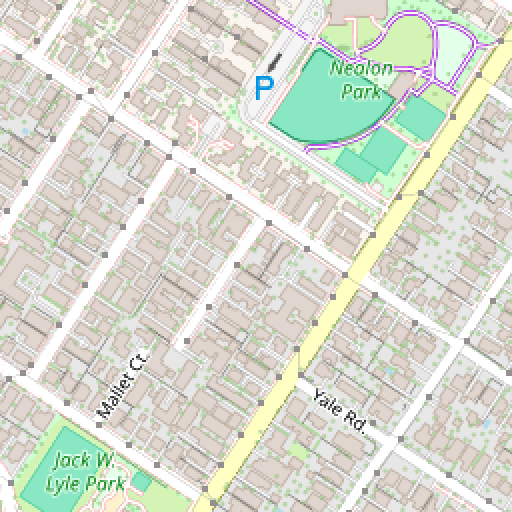 Neolon
Park
P
Mallet Ct.
Yale Rd.
Jack W.
Lyle Park